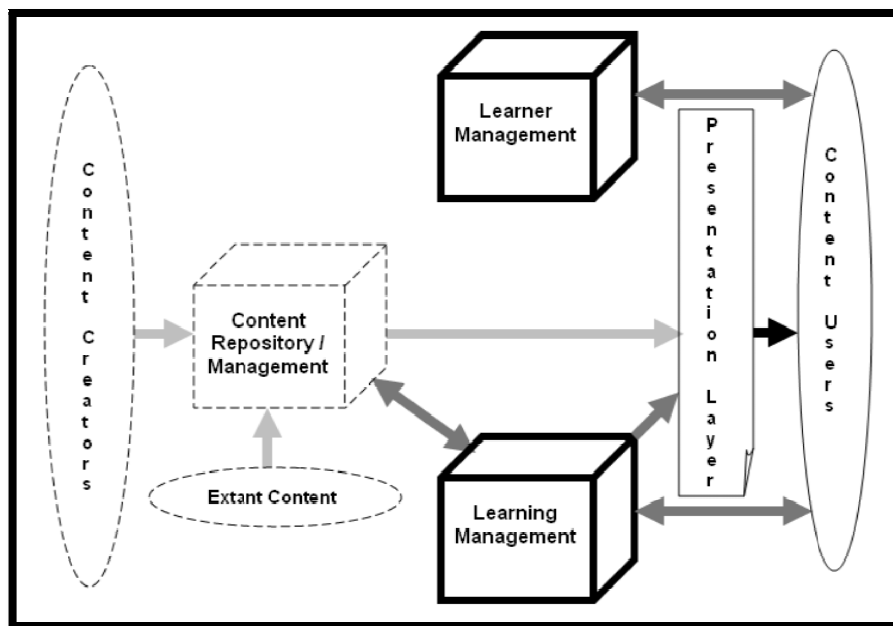 Content Creators
Content
Repository /
Management
Extant Content
Learner
Management
Learning
Management
Presentation Layer
Content Users